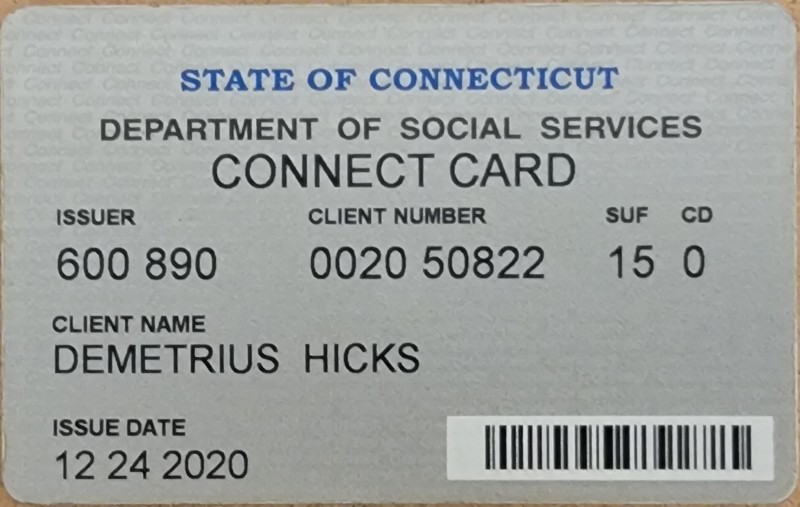 STATE OF CONNECTICUT
DEPARTMENT OF SOCIAL SERVICES
CONNECT CARD
ISSUER CLIENT NUMBER SUF CD
600 890 0020 50822 15 0
CLIENT NAME
DEMETRIUS HICKS
ISSUE DATE
12 24 2020